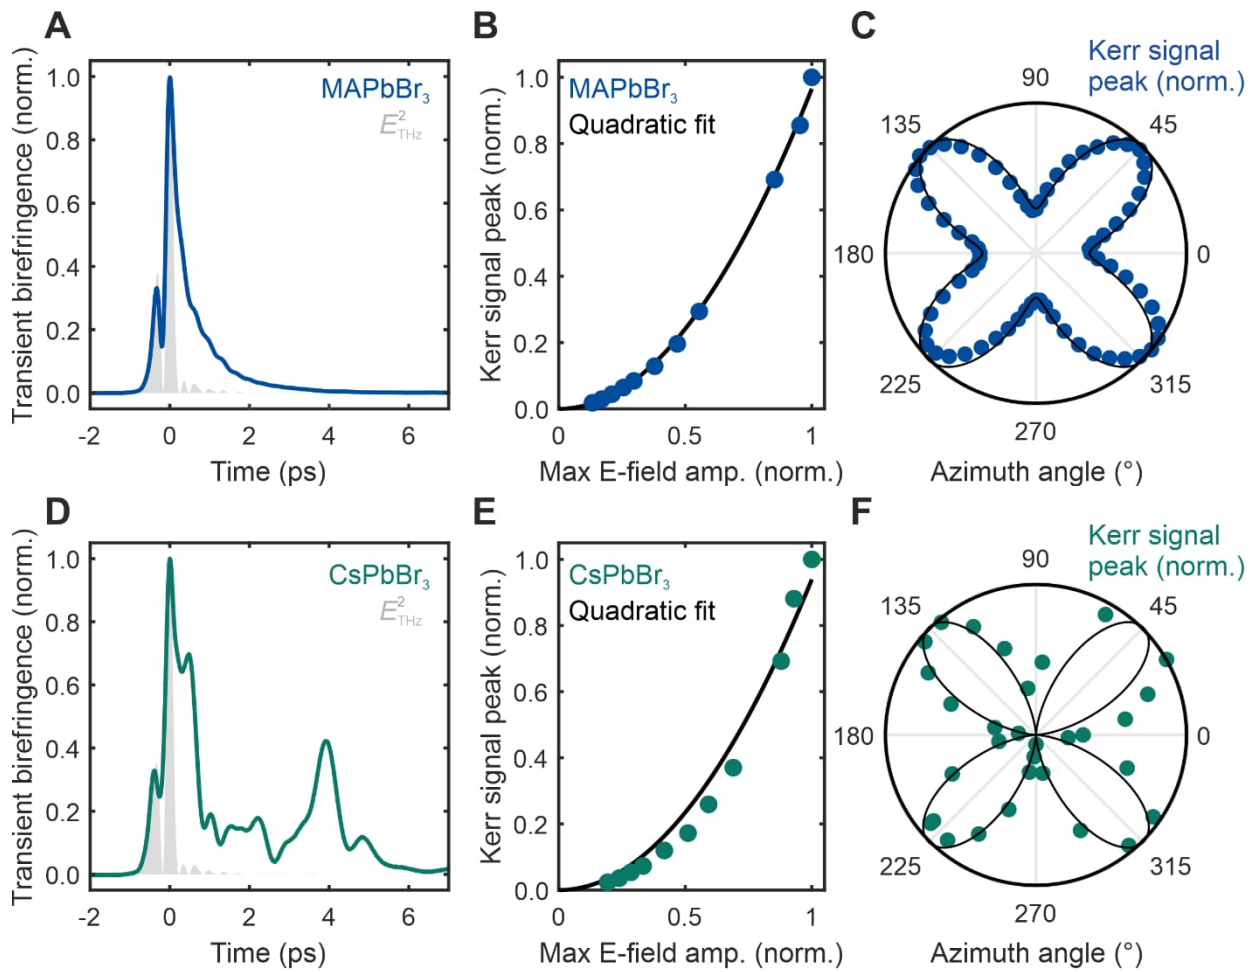 A
Transient birefringence (norm.)
1.0
0.8
0.6
0.4
0.2
0.0
MAPbBr3
E²THz
-2
0
2
4
6
Time (ps)
B
Kerr signal peak (norm.)
1.0
0.8
0.6
0.4
0.2
0.0
MAPbBr3
Quadratic fit
0
0.5
1
Max E-field amp. (norm.)
C
Kerr signal
peak (norm.)
90
135
45
180
0
225
315
270
Azimuth angle (°)
D
Transient birefringence (norm.)
1.0
0.8
0.6
0.4
0.2
0.0
CsPbBr3
E²THz
-2
0
2
4
6
Time (ps)
E
Kerr signal peak (norm.)
1.0
0.8
0.6
0.4
0.2
0.0
CsPbBr3
Quadratic fit
0
0.5
1
Max E-field amp. (norm.)
F
Kerr signal
peak (norm.)
90
135
45
180
0
225
315
270
Azimuth angle (°)